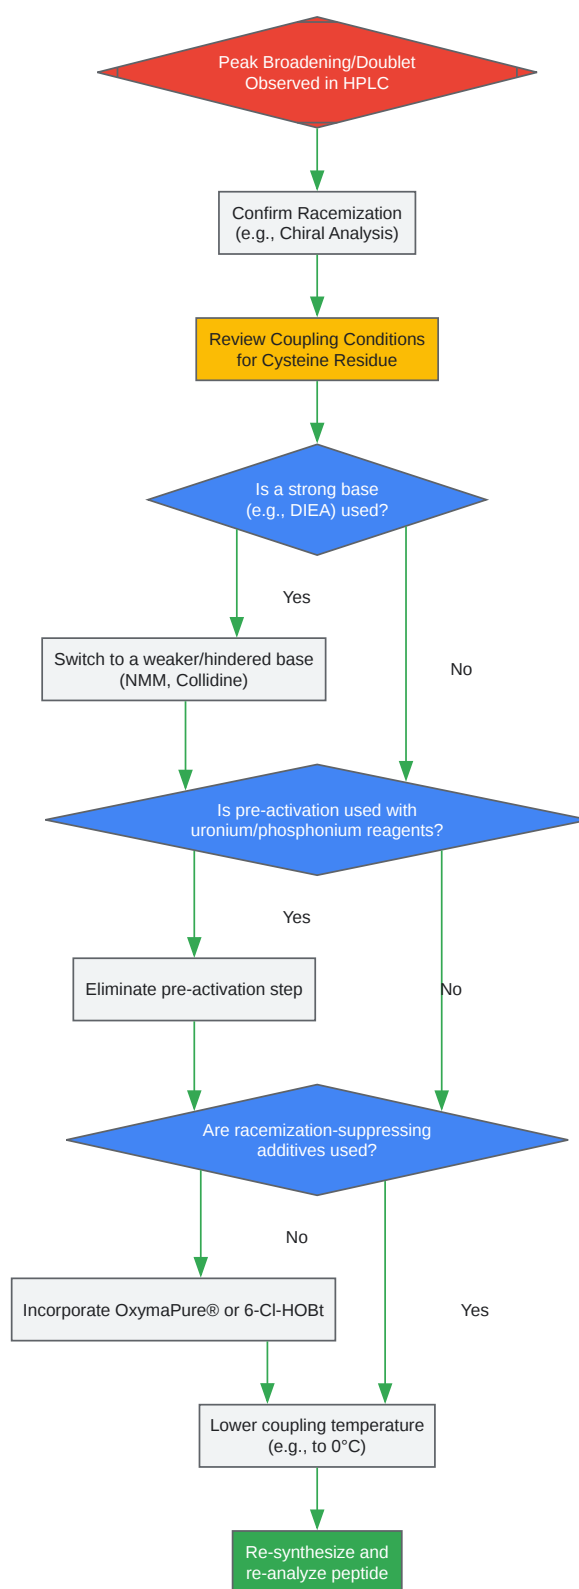 Peak Broadening/Doublet
Observed in HPLC
Confirm Racemization
(e.g., Chiral Analysis)
Review Coupling Conditions
for Cysteine Residue
Is a strong base
(e.g., DIEA) used?
Yes
Switch to a weaker/hindered base
(NMM, Collidine)
No
Is pre-activation used with
uronium/phosphonium reagents?
Yes
Eliminate pre-activation step
No
Are racemization-suppressing
additives used?
No
Incorporate OxymaPure® or 6-Cl-HOBt
Yes
Lower coupling temperature
(e.g., to 0°C)
Re-synthesize and
re-analyze peptide